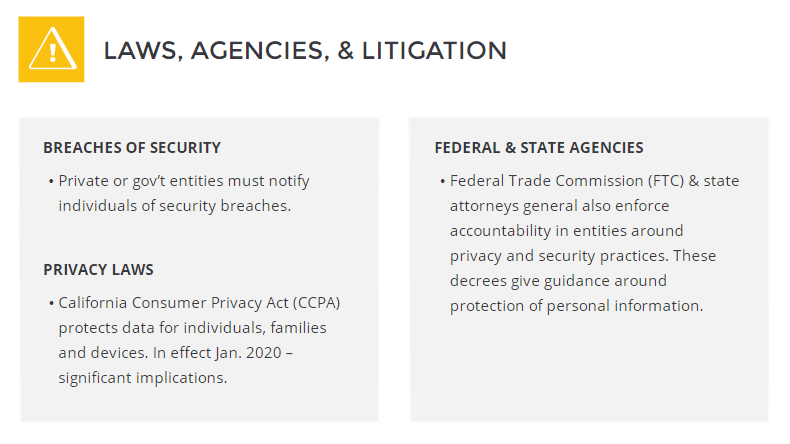 LAWS, AGENCIES, & LITIGATION
BREACHES OF SECURITY
• Private or gov’t entities must notify
individuals of security breaches.
PRIVACY LAWS
• California Consumer Privacy Act (CCPA)
protects data for individuals, families
and devices. In effect Jan. 2020 –
significant implications.
FEDERAL & STATE AGENCIES
• Federal Trade Commission (FTC) & state
attorneys general also enforce
accountability in entities around
privacy and security practices. These
decrees give guidance around
protection of personal information.